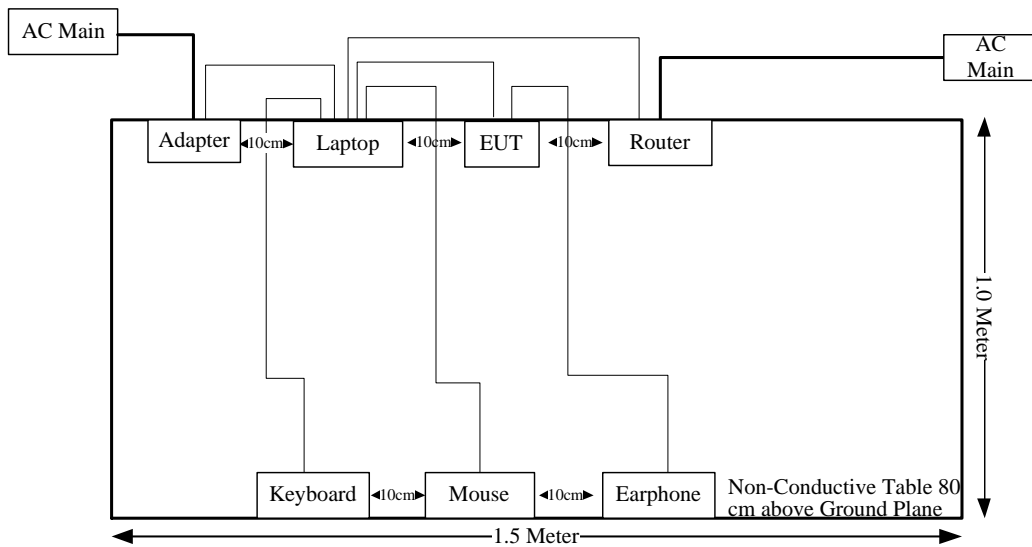 AC Main
AC
Main
Adapter
10cm
Laptop
10cm
EUT
10cm
Router
1.0 Meter
Keyboard
10cm
Mouse
10cm
Earphone
Non-Conductive Table 80
cm above Ground Plane
1.5 Meter